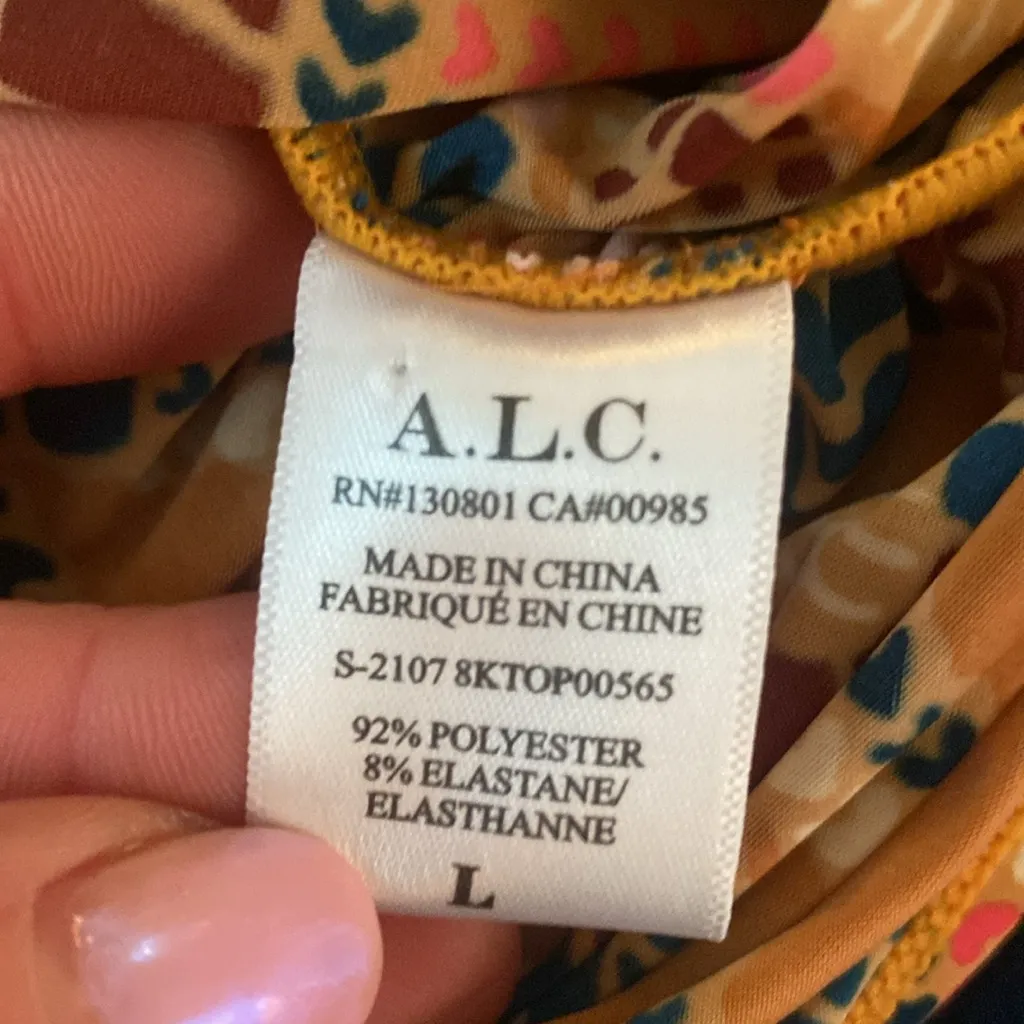 A.L.C.
RN#130801 CA#00985
MADE IN CHINA
FABRIQUÉ EN CHINE
S-2107 8KTOP00565
92% POLYESTER
8% ELASTANE/
ELASTHANNE
L